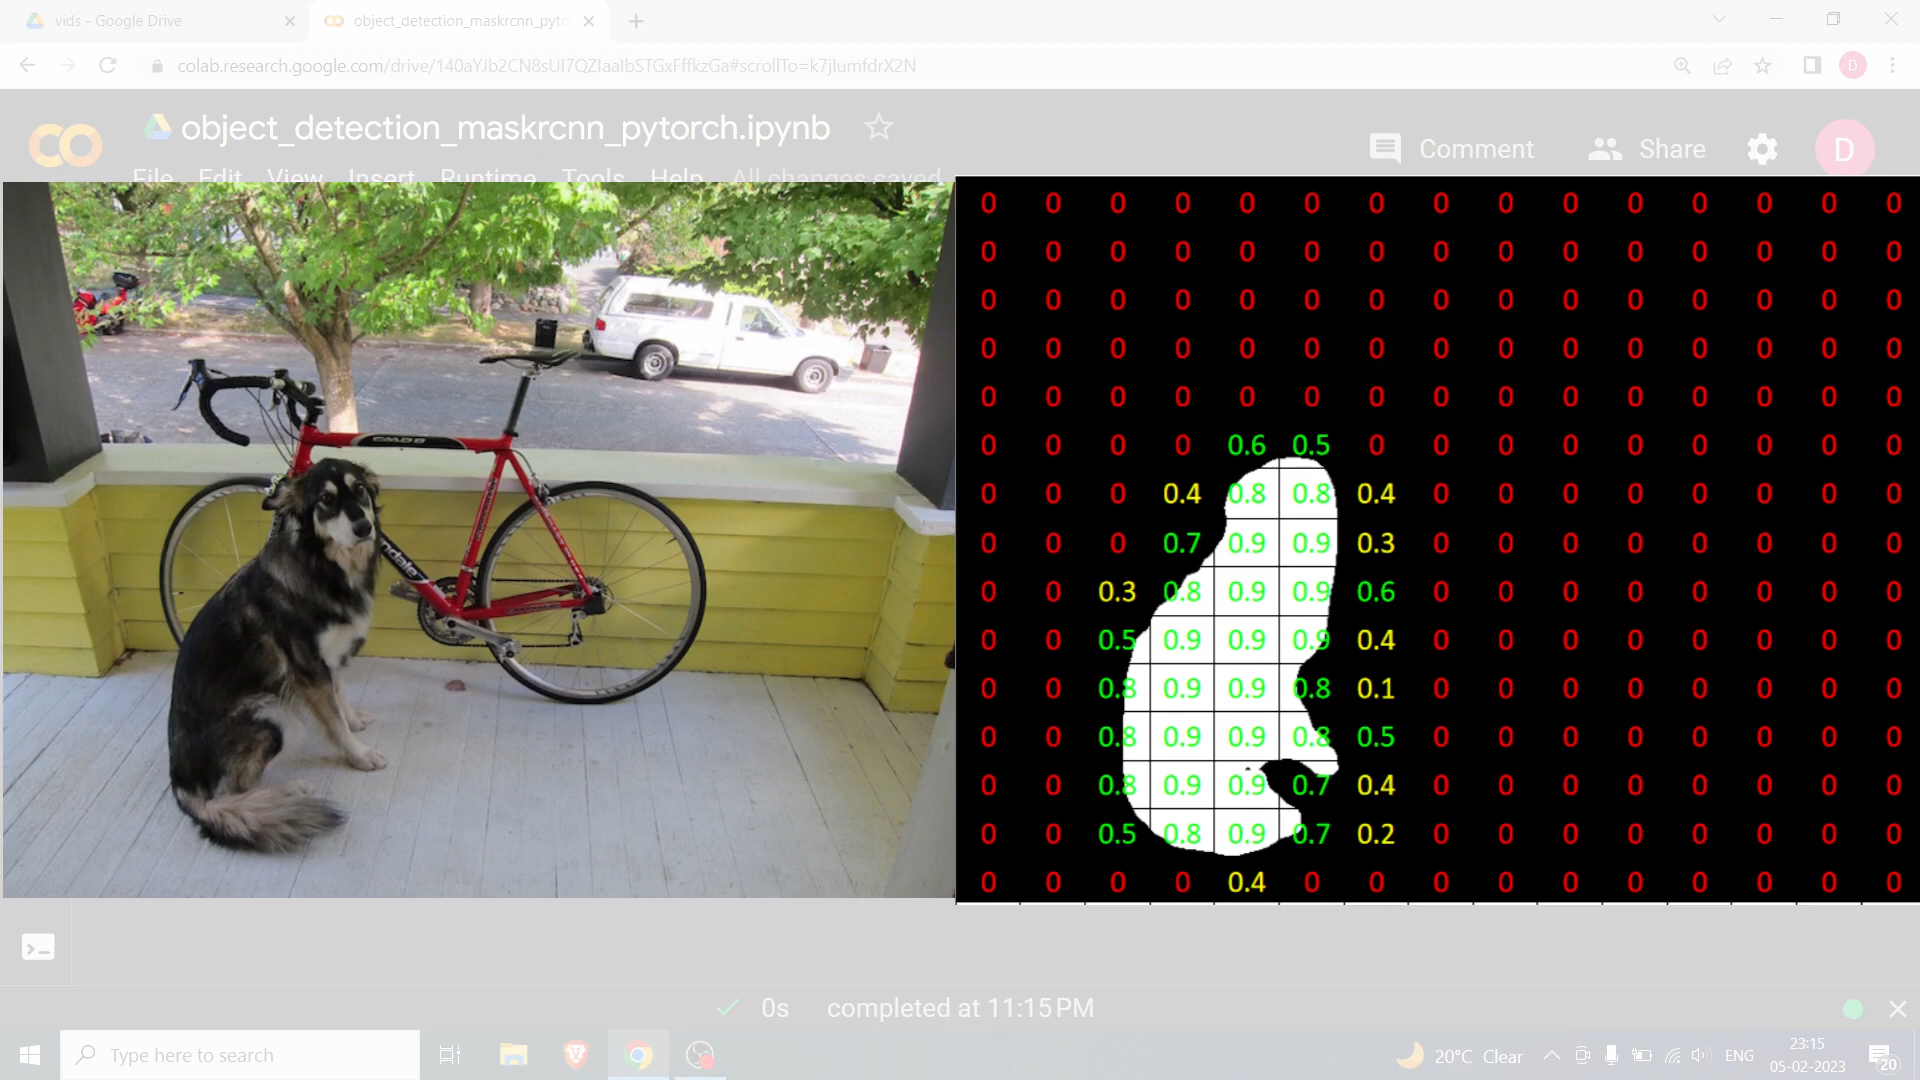 vids - Google Drive
object_detection_maskrcnn_pytc
colab.research.google.com/drive/140aYJb2CN8sUI7QZIaaIbSTGxFffkzGa#scrollTo=k7jIumfdrX2N
D
object_detection_maskrcnn_pytorch.ipynb
Comment
Share
D
File Edit View Insert Runtime Tools Help All changes saved
CAAD 8
ndale
0 0 0 0 0 0 0 0 0 0 0 0 0 0 0
0 0 0 0 0 0 0 0 0 0 0 0 0 0 0
0 0 0 0 0 0 0 0 0 0 0 0 0 0 0
0 0 0 0 0 0 0 0 0 0 0 0 0 0 0
0 0 0 0 0 0 0 0 0 0 0 0 0 0 0
0 0 0 0 0.6 0.5 0 0 0 0 0 0 0 0 0
0 0 0 0.4 0.8 0.8 0.4 0 0 0 0 0 0 0 0
0 0 0 0.7 0.9 0.9 0.3 0 0 0 0 0 0 0 0
0 0 0.3 0.8 0.9 0.9 0.6 0 0 0 0 0 0 0 0
0 0 0.5 0.9 0.9 0.9 0.4 0 0 0 0 0 0 0 0
0 0 0.8 0.9 0.9 0.8 0.1 0 0 0 0 0 0 0 0
0 0 0.8 0.9 0.9 0.8 0.5 0 0 0 0 0 0 0 0
0 0 0.8 0.9 0.9 0.7 0.4 0 0 0 0 0 0 0 0
0 0 0.5 0.8 0.9 0.7 0.2 0 0 0 0 0 0 0 0
0 0 0 0 0.4 0 0 0 0 0 0 0 0 0 0
0s completed at 11:15 PM
Type here to search
20°C Clear
ENG
23:15
05-02-2023
20